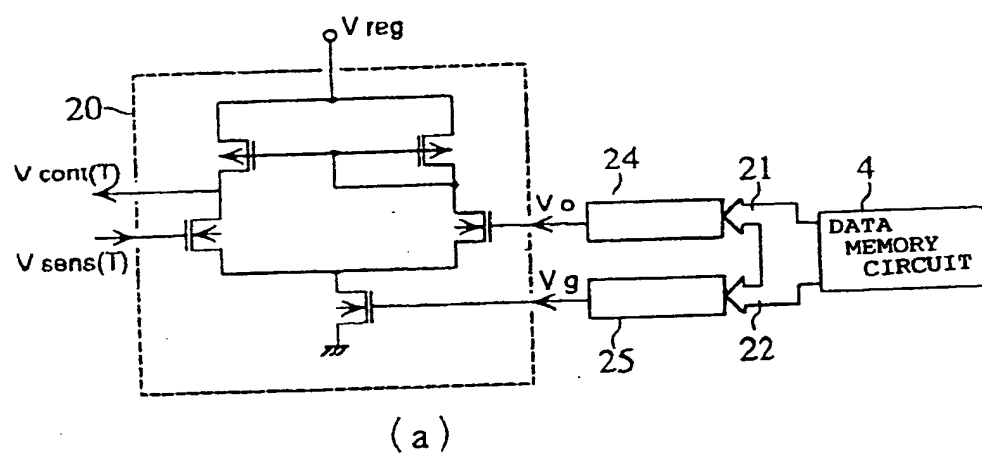 V reg
20
V cont(T)
V sens(T)
24
21
4
V o
DATA
MEMORY
CIRCUIT
V g
25
22
(a)